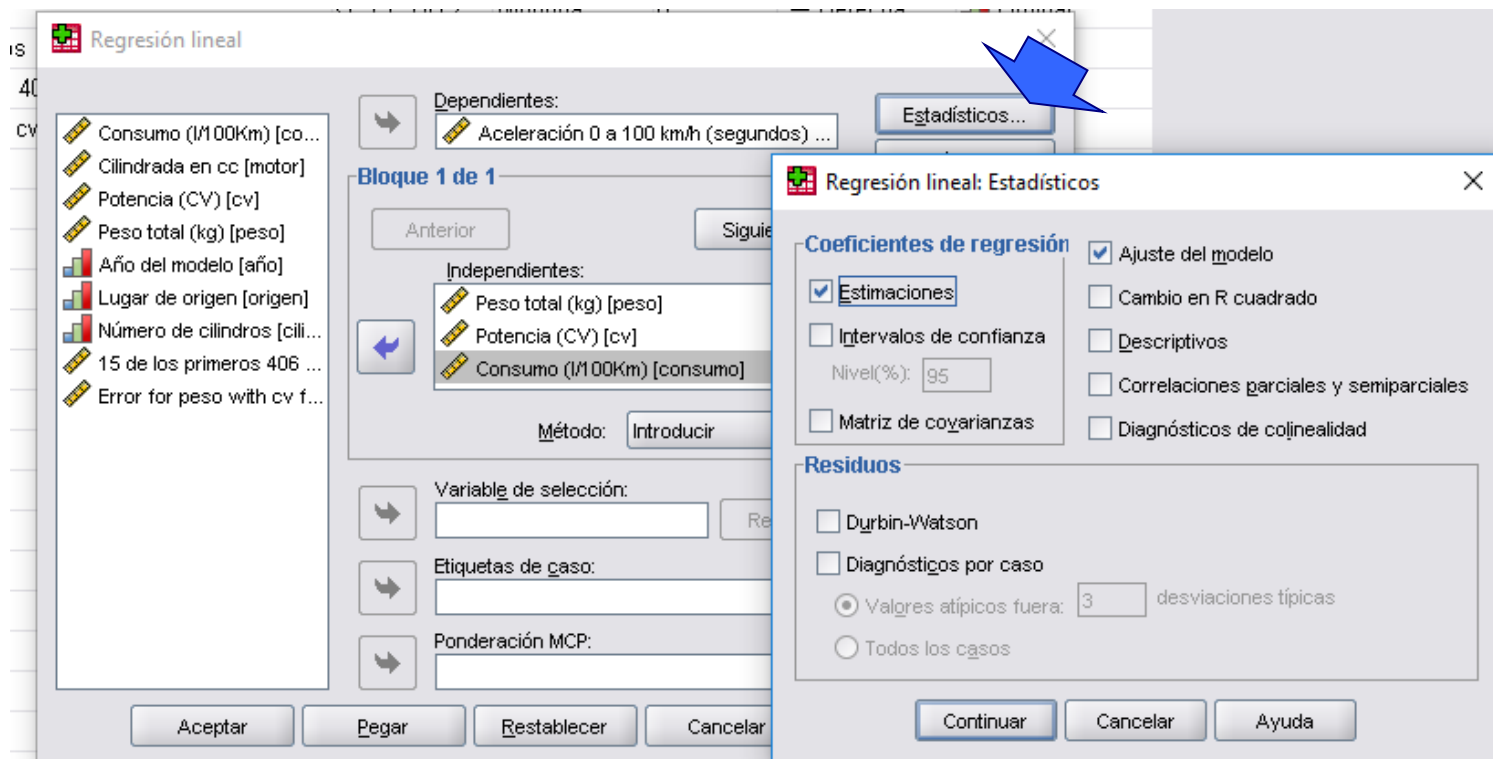 Regresión lineal
os
40
cv
Consumo (l/100Km) [co...
Cilindrada en cc [motor]
Potencia (CV) [cv]
Peso total (kg) [peso]
Año del modelo [año]
Lugar de origen [origen]
Número de cilindros [cili...
15 de los primeros 406 ...
Error for peso with cv f...
Dependientes:
Aceleración 0 a 100 km/h (segundos) ...
Estadísticos...
Bloque 1 de 1
Anterior
Independientes:
Peso total (kg) [peso]
Potencia (CV) [cv]
Consumo (l/100Km) [consumo]
Método: Introducir
Variable de selección:
Etiquetas de caso:
Ponderación MCP:
Aceptar
Pegar
Restablecer
Cancelar
Regresión lineal: Estadísticos
Coeficientes de regresión
Estimaciones
Intervalos de confianza
Nivel(%): 95
Matriz de covarianzas
Ajuste del modelo
Cambio en R cuadrado
Descriptivos
Correlaciones parciales y semiparciales
Diagnósticos de colinealidad
Residuos
Durbin-Watson
Diagnósticos por caso
Valores atípicos fuera: 3 desviaciones típicas
Todos los casos
Continuar
Cancelar
Ayuda